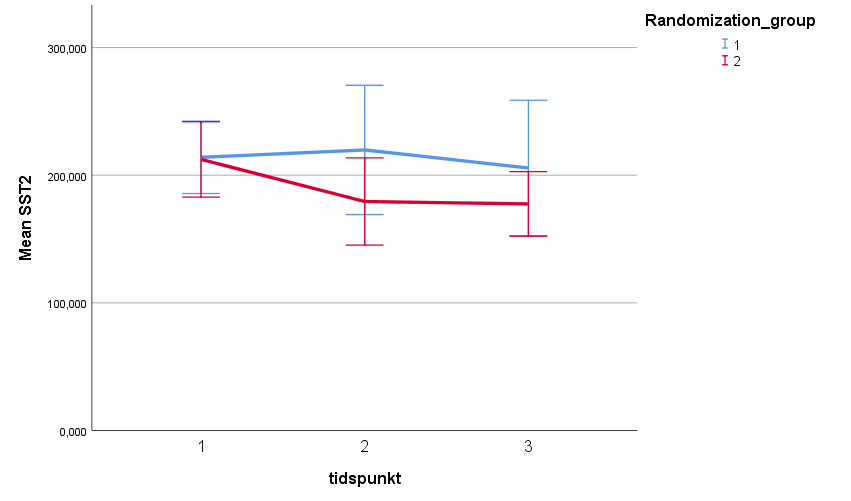 Randomization_group
1
2
300,000
200,000
100,000
0,000
Mean SST2
1 2 3
tidspunkt